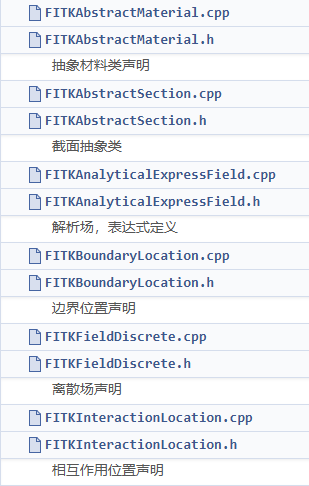 FITKAbstractMaterial.cpp
FITKAbstractMaterial.h
抽象材料类声明
FITKAbstractSection.cpp
FITKAbstractSection.h
截面抽象类
FITKAnalyticalExpressField.cpp
FITKAnalyticalExpressField.h
解析场，表达式定义
FITKBoundaryLocation.cpp
FITKBoundaryLocation.h
边界位置声明
FITKFieldDiscrete.cpp
FITKFieldDiscrete.h
离散场声明
FITKInteractionLocation.cpp
FITKInteractionLocation.h
相互作用位置声明